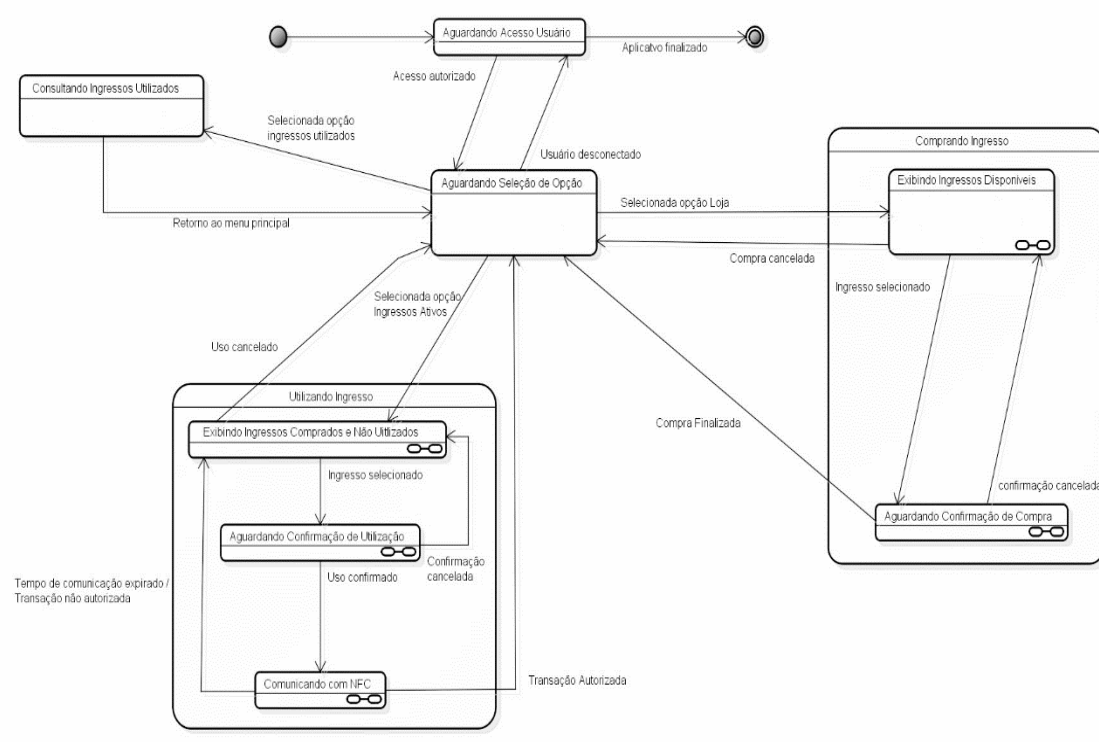 Aguardando Acesso Usuário
Aplicatvo finalizado
Acesso autorizado
Consultando Ingressos Utilizados
Selecionada opção
ingressos utilizados
Usuário desconectado
Comprando Ingresso
Aguardando Seleção de Opção
Exibindo Ingressos Disponíveis
Selecionada opção Loja
Retorno ao menu principal
Compra cancelada
Ingresso selecionado
Selecionada opção
Ingressos Ativos
Uso cancelado
Utilizando Ingresso
Compra Finalizada
Exibindo Ingressos Comprados e Não Uitlizados
Ingresso selecionado
confirmação cancelada
Aguardando Confirmação de Compra
Aguardando Confirmação de Utilização
Confirmação
cancelada
Uso confirmado
Tempo de comunicação expirado /
Transação não autorizada
Comunicando com NFC
Transação Autorizada